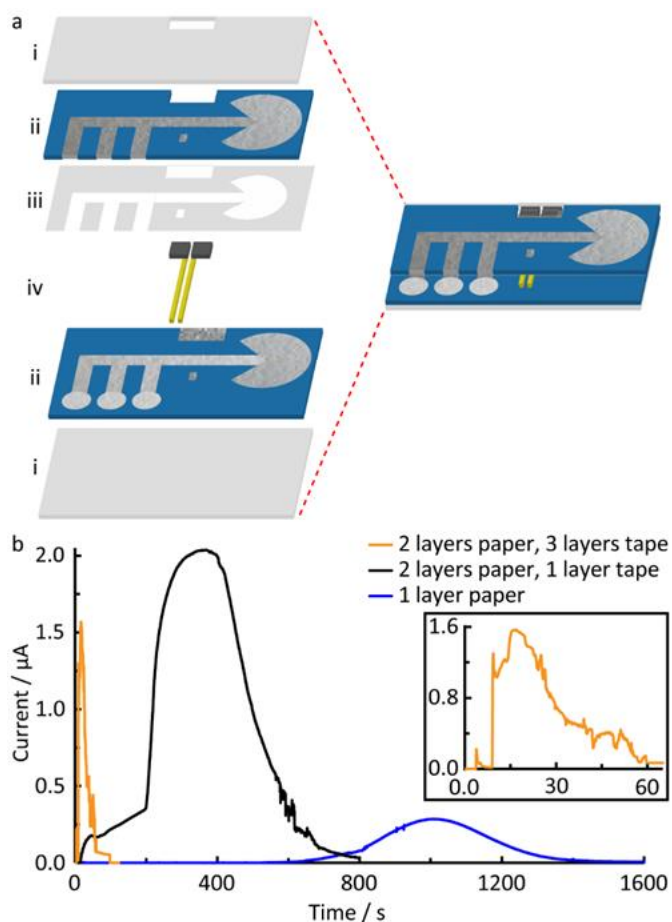 a
i
ii
iii
iv
ii
i
b
2 layers paper, 3 layers tape
2 layers paper, 1 layer tape
1 layer paper
Current / μA
2.0
1.5
1.0
0.5
0.0
0 400 800 1200 1600
Time / s
1.6
0.8
0.0
0.0 30 60